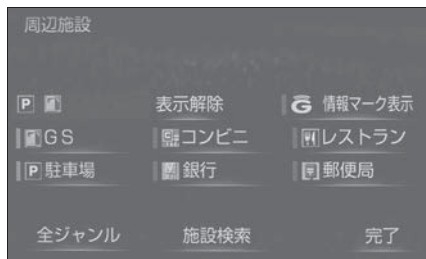 周辺施設
P
表示解除
G 情報マーク表示
GS
コンビニ
レストラン
P 駐車場
銀行
郵便局
全ジャンル
施設検索
完了